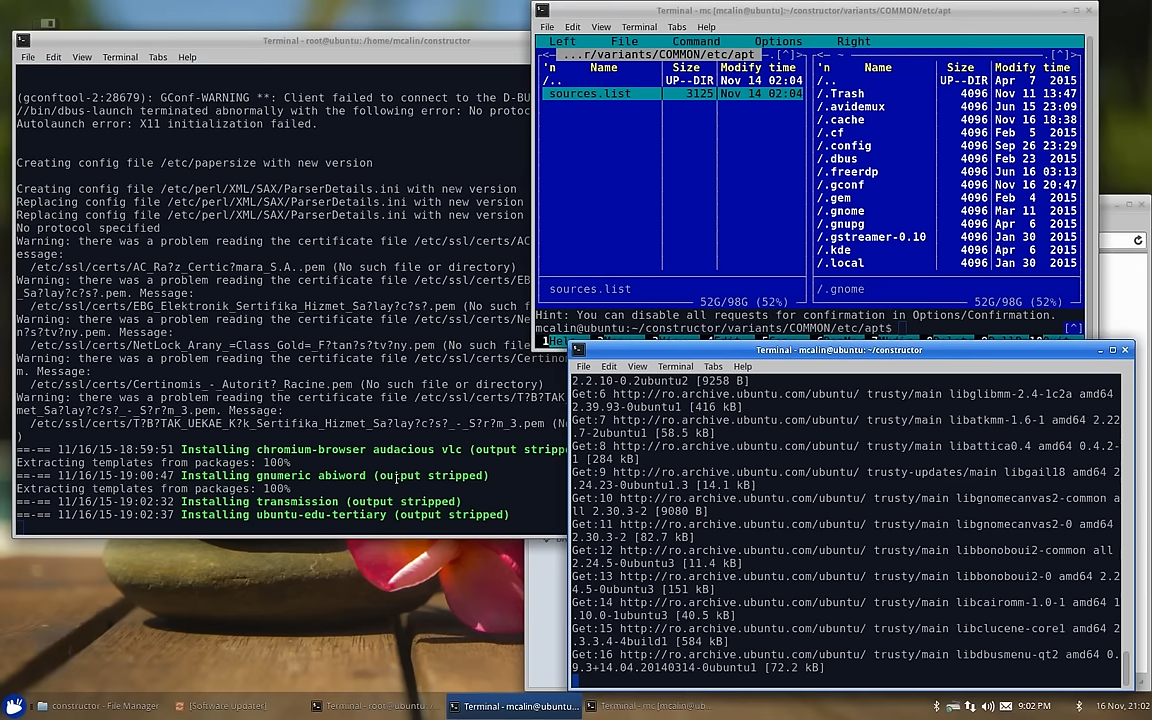 Terminal - root@ubuntu: /home/mcalin/constructor
File Edit View Terminal Tabs Help
(gconftool-2:28679): GConf-WARNING **: Client failed to connect to the D-BU
//bin/dbus-launch terminated abnormally with the following error: No protoc
Autolaunch error: X11 initialization failed.
Creating config file /etc/papersize with new version
Creating config file /etc/perl/XML/SAX/ParserDetails.ini with new version
Replacing config file /etc/perl/XML/SAX/ParserDetails.ini with new version
Replacing config file /etc/perl/XML/SAX/ParserDetails.ini with new version
No protocol specified
Warning: there was a problem reading the certificate file /etc/ssl/certs/AC
essage:
/etc/ssl/certs/AC_Ra?z_Certic?mara_S.A..pem (No such file or directory)
Warning: there was a problem reading the certificate file /etc/ssl/certs/E
_Sa?lay?c?s?.pem. Message:
/etc/ssl/certs/EBG_Elektronik_Sertifika_Hizmet_Sa?lay?c?s?.pem (No such f
Warning: there was a problem reading the certificate file /etc/ssl/certs/Ne
n?s?tv?ny.pem. Message:
/etc/ssl/certs/NetLock_Arany_=Class_Gold=_F?tan?s?tv?ny.pem (No such file
Warning: there was a problem reading the certificate file /etc/ssl/certs/Certino
m. Message:
/etc/ssl/certs/Certinomis_-_Autorit?_Racine.pem (No such file or directory)
Warning: there was a problem reading the certificate file /etc/ssl/certs/T?B?TAK
met_Sa?lay?c?s?_-_S?r?m_3.pem. Message:
/etc/ssl/certs/T?B?TAK_UEKAE_K?k_Sertifika_Hizmet_Sa?lay?c?s?_-_S?r?m_3.pem (N
)
==-== 11/16/15-18:59:51 Installing chromium-browser audacious vlc (output stripp
Extracting templates from packages: 100%
==-== 11/16/15-19:00:47 Installing gnumeric abiword (output stripped)
Extracting templates from packages: 100%
==-== 11/16/15-19:02:32 Installing transmission (output stripped)
==-== 11/16/15-19:02:37 Installing ubuntu-edu-tertiary (output stripped)
Terminal - mc [mcalin@ubuntu]:~/constructor/variants/COMMON/etc/apt
File Edit View Terminal Tabs Help
Left File Command Options Right
<- ...r/variants/COMMON/etc/apt .[^]>
'n Name Size Modify time
/.. UP--DIR Nov 14 02:04
sources.list 3125 Nov 14 02:04
sources.list
52G/98G (52%)
<- ~ .[^]>
'n Name Size Modify time
/.. UP--DIR Apr 7 2015
/.Trash 4096 Nov 11 13:47
/.avidemux 4096 Jun 15 23:09
/.cache 4096 Nov 16 18:38
/.cf 4096 Feb 5 2015
/.config 4096 Sep 26 23:29
/.dbus 4096 Feb 23 2015
/.freerdp 4096 Jun 16 03:13
/.gconf 4096 Nov 16 20:47
/.gem 4096 Feb 4 2015
/.gnome 4096 Mar 11 2015
/.gnupg 4096 Apr 6 2015
/.gstreamer-0.10 4096 Jan 30 2015
/.kde 4096 Apr 6 2015
/.local 4096 Jan 30 2015
/.gnome
52G/98G (52%)
Hint: You can disable all requests for confirmation in Options/Confirmation.
mcalin@ubuntu:~/constructor/variants/COMMON/etc/apt$ [^]
Terminal - mcalin@ubuntu: ~/constructor
File Edit View Terminal Tabs Help
2.2.10-0.2ubuntu2 [9258 B]
Get:6 http://ro.archive.ubuntu.com/ubuntu/ trusty/main libglibmm-2.4-1c2a amd64
2.39.93-0ubuntu1 [416 kB]
Get:7 http://ro.archive.ubuntu.com/ubuntu/ trusty/main libatkmm-1.6-1 amd64 2.22
.7-2ubuntu1 [58.5 kB]
Get:8 http://ro.archive.ubuntu.com/ubuntu/ trusty/main libattica0.4 amd64 0.4.2-
1 [284 kB]
Get:9 http://ro.archive.ubuntu.com/ubuntu/ trusty-updates/main libgail18 amd64 2
.24.23-0ubuntu1.3 [14.1 kB]
Get:10 http://ro.archive.ubuntu.com/ubuntu/ trusty/main libgnomecanvas2-common a
ll 2.30.3-2 [9080 B]
Get:11 http://ro.archive.ubuntu.com/ubuntu/ trusty/main libgnomecanvas2-0 amd64
2.30.3-2 [82.7 kB]
Get:12 http://ro.archive.ubuntu.com/ubuntu/ trusty/main libbonoboui2-common all
2.24.5-0ubuntu3 [11.4 kB]
Get:13 http://ro.archive.ubuntu.com/ubuntu/ trusty/main libbonoboui2-0 amd64 2.2
4.5-0ubuntu3 [151 kB]
Get:14 http://ro.archive.ubuntu.com/ubuntu/ trusty/main libcairomm-1.0-1 amd64 1
.10.0-1ubuntu3 [40.5 kB]
Get:15 http://ro.archive.ubuntu.com/ubuntu/ trusty/main libclucene-core1 amd64 2
.3.3.4-4build1 [584 kB]
Get:16 http://ro.archive.ubuntu.com/ubuntu/ trusty/main libdbusmenu-qt2 amd64 0.
9.3+14.04.20140314-0ubuntu1 [72.2 kB]
constructor - File Manager
[Software Updater]
Terminal - root@ubuntu: /
Terminal - mcalin@ubuntu...
Terminal - mc [mcalin@ub...
9:02 PM
16 Nov, 21:02